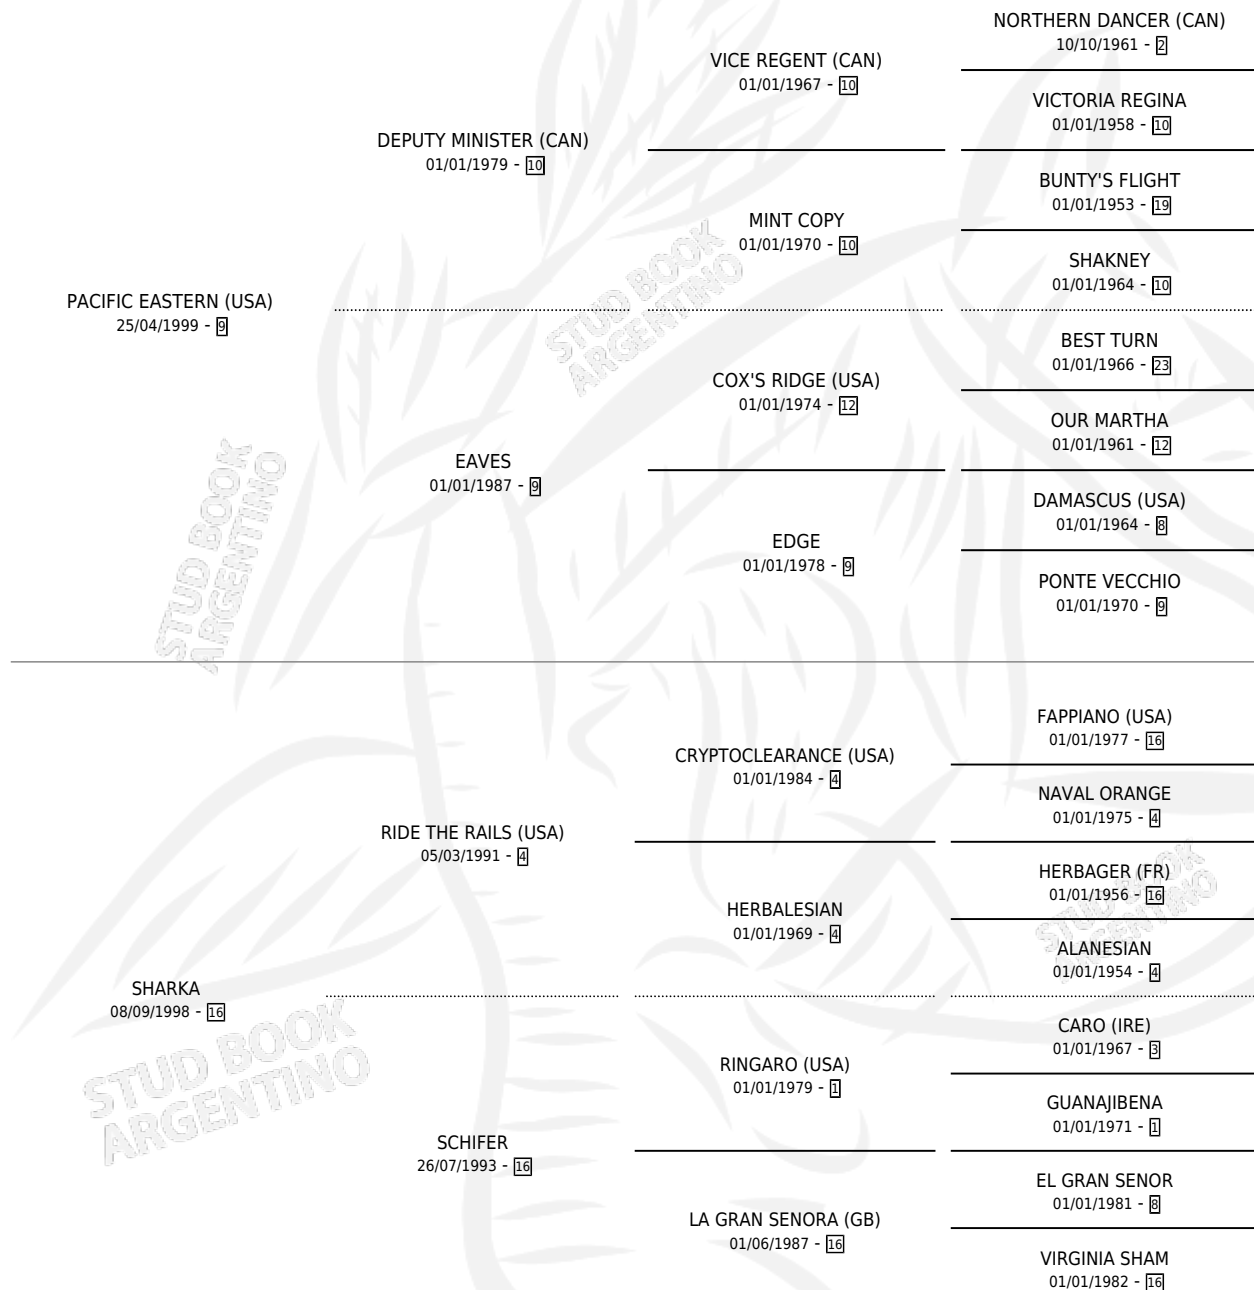 NORTHERN DANCER (CAN)
10/10/1961 - 2
VICE REGENT (CAN)
01/01/1967 - 10
VICTORIA REGINA
01/01/1958 - 10
DEPUTY MINISTER (CAN)
01/01/1979 - 10
BUNTY'S FLIGHT
01/01/1953 - 19
MINT COPY
01/01/1970 - 10
SHAKNEY
01/01/1964 - 10
PACIFIC EASTERN (USA)
25/04/1999 - 9
BEST TURN
01/01/1966 - 23
COX'S RIDGE (USA)
01/01/1974 - 12
OUR MARTHA
01/01/1961 - 12
EAVES
01/01/1987 - 9
DAMASCUS (USA)
01/01/1964 - 8
EDGE
01/01/1978 - 9
PONTE VECCHIO
01/01/1970 - 9
FAPPIANO (USA)
01/01/1977 - 16
CRYPTOCLEARANCE (USA)
01/01/1984 - 4
NAVAL ORANGE
01/01/1975 - 4
RIDE THE RAILS (USA)
05/03/1991 - 4
HERBAGER (FR)
01/01/1956 - 16
HERBALESIAN
01/01/1969 - 4
ALANESIAN
01/01/1954 - 4
SHARKA
08/09/1998 - 16
CARO (IRE)
01/01/1967 - 3
RINGARO (USA)
01/01/1979 - 1
GUANAJIBENA
01/01/1971 - 1
SCHIFER
26/07/1993 - 16
EL GRAN SENOR
01/01/1981 - 8
LA GRAN SENORA (GB)
01/06/1987 - 16
VIRGINIA SHAM
01/01/1982 - 16
STUD BOOK
ARGENTINO
STUD BOOK
ARGENTINO
STUD BOOK
ARGENTINO
STUD BOOK
ARGENTINO